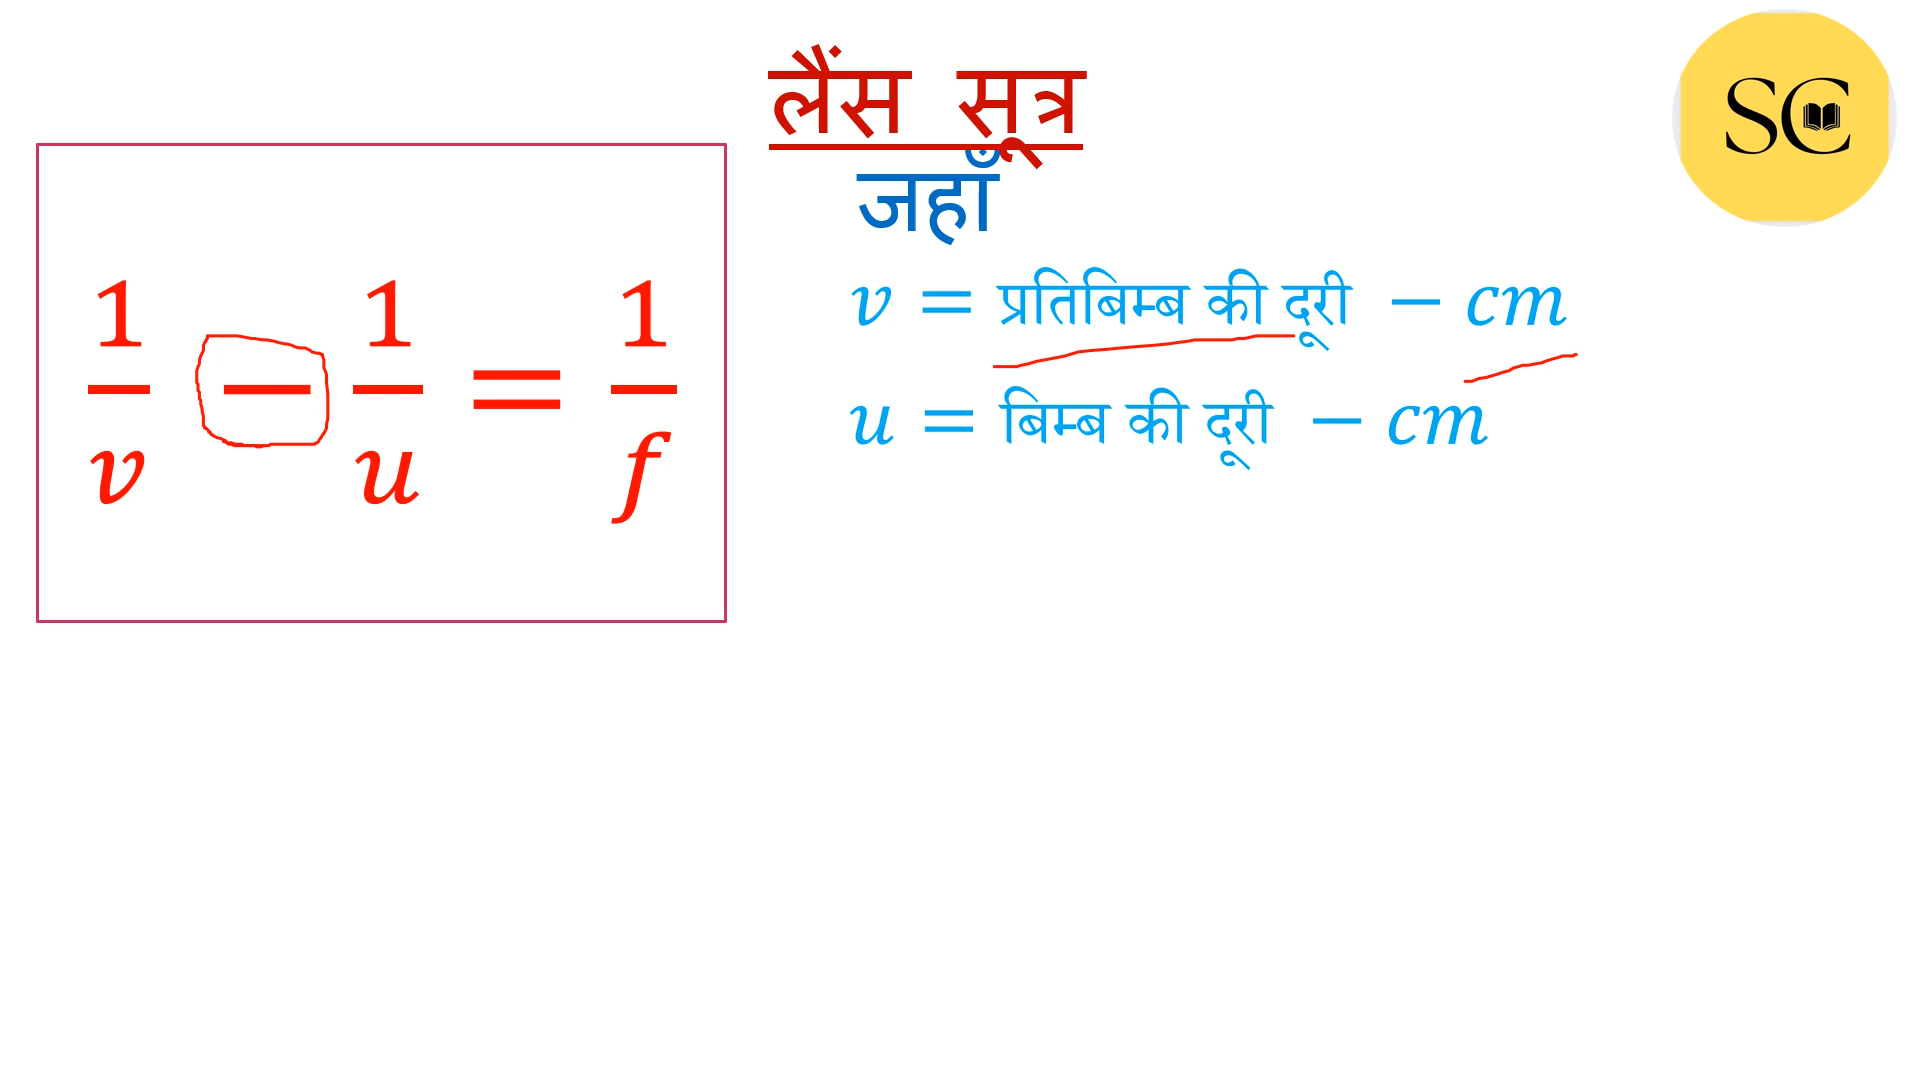 लैंस सूत्र
SC
जहाँ
1/v − 1/u = 1/f
v = प्रतिबिम्ब की दूरी − cm
u = बिम्ब की दूरी − cm